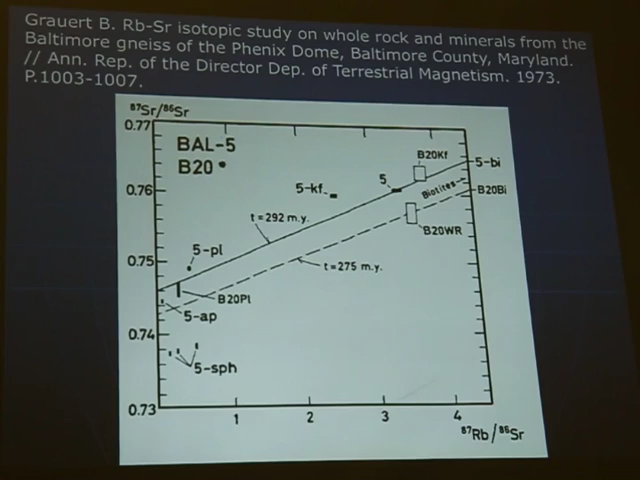 Grauert B. Rb-Sr isotopic study on whole rock and minerals from the
Baltimore gneiss of the Phenix Dome, Baltimore County, Maryland.
// Ann. Rep. of the Director Dep. of Terrestrial Magnetism. 1973.
P.1003-1007.
87Sr/86Sr
0.77
BAL-5
B20
B20Kf
5-bi
5
5-kf
Biotites
B20Bi
0.76
t=292 m.y.
B20WR
5-pl
0.75
t=275 m.y.
B20Pl
5-ap
0.74
5-sph
0.73
1
2
3
4
87Rb/86Sr